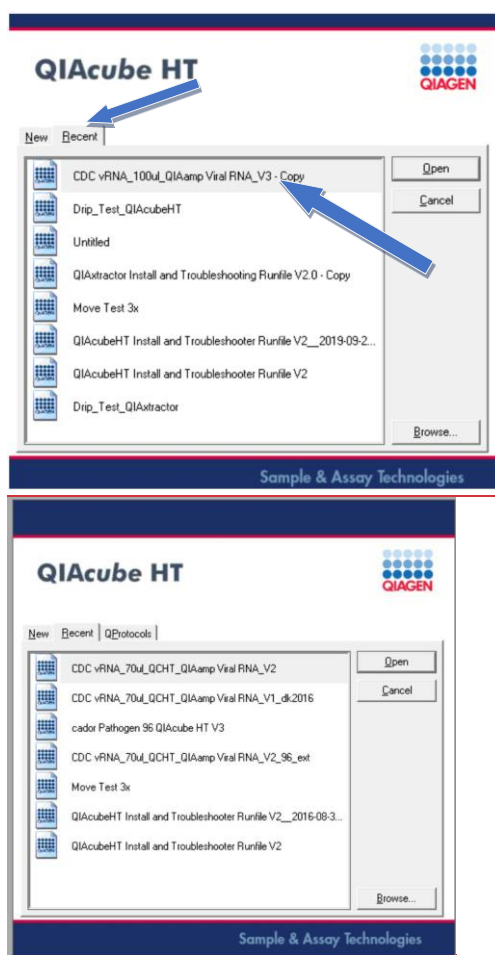 QIAcube HT
QIAGEN
New Recent
CDC vRNA_100ul_QIAamp Viral RNA_V3 - Copy
Open
Drip_Test_QIAcubeHT
Cancel
Untitled
QIAxtractor Install and Troubleshooting Runfile V2.0 - Copy
Move Test 3x
QIAcubeHT Install and Troubleshooter Runfile V2__2019-09-2...
QIAcubeHT Install and Troubleshooter Runfile V2
Drip_Test_QIAxtractor
Browse...
Sample & Assay Technologies
QIAcube HT
QIAGEN
New Recent QProtocols
CDC vRNA_70ul_QCHT_QIAamp Viral RNA_V2
Open
CDC vRNA_70ul_QCHT_QIAamp Viral RNA_V1_dk2016
Cancel
cador Pathogen 96 QIAcube HT V3
CDC vRNA_70ul_QCHT_QIAamp Viral RNA_V2_96_ext
Move Test 3x
QIAcubeHT Install and Troubleshooter Runfile V2__2016-08-3...
QIAcubeHT Install and Troubleshooter Runfile V2
Browse...
Sample & Assay Technologies